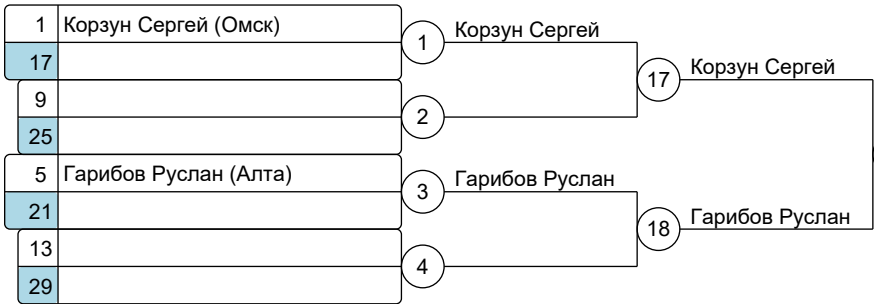 1 Корзун Сергей (Омск)
17
1 Корзун Сергей
9
25
2
17 Корзун Сергей
5 Гарибов Руслан (Алта)
21
3 Гарибов Руслан
13
29
4
18 Гарибов Руслан